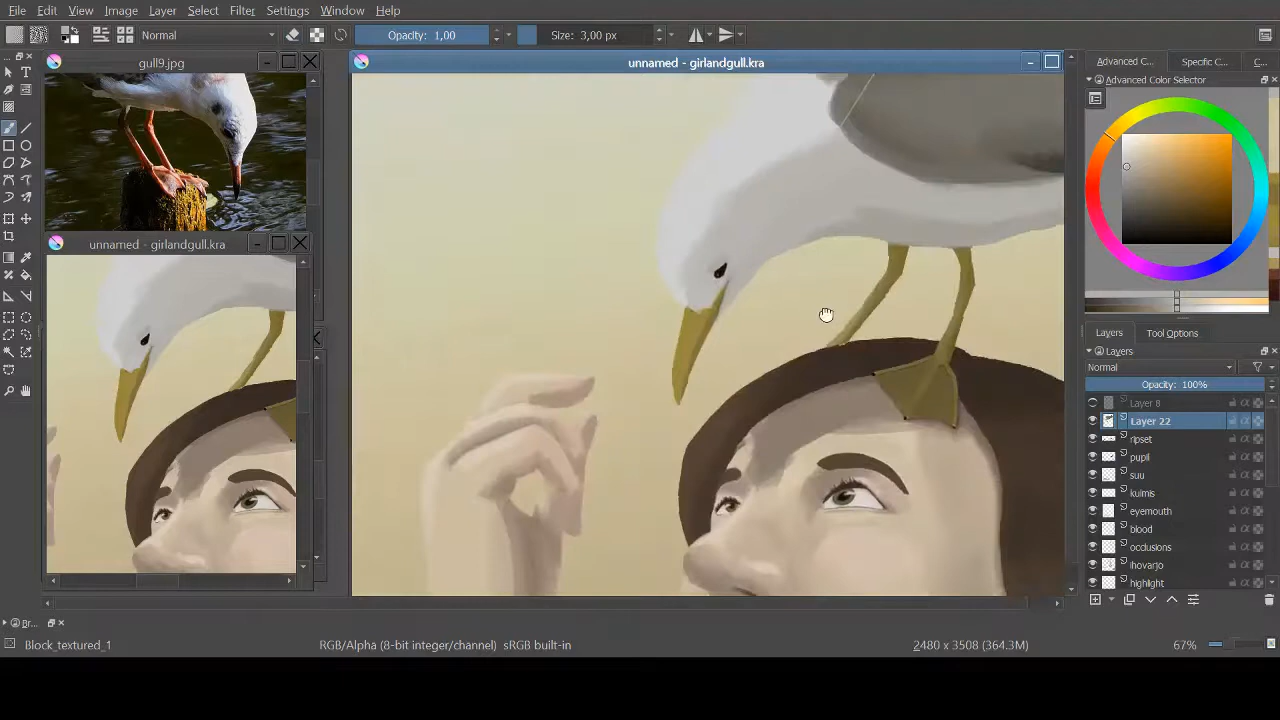 File Edit View Image Layer Select Filter Settings Window Help
Normal Opacity: 1,00 Size: 3,00 px
gull9.jpg
unnamed - girlandgull.kra
unnamed - girlandgull.kra
Advanced C... Specific C... C...
Advanced Color Selector
Layers Tool Options
Layers
Normal
Opacity: 100%
Layer 8
Layer 22
ripset
pupil
suu
kulms
eyemouth
blood
occlusions
ihovarjo
highlight
Br...
Block_textured_1 RGB/Alpha (8-bit integer/channel) sRGB built-in 2480 x 3508 (364.3M) 67%